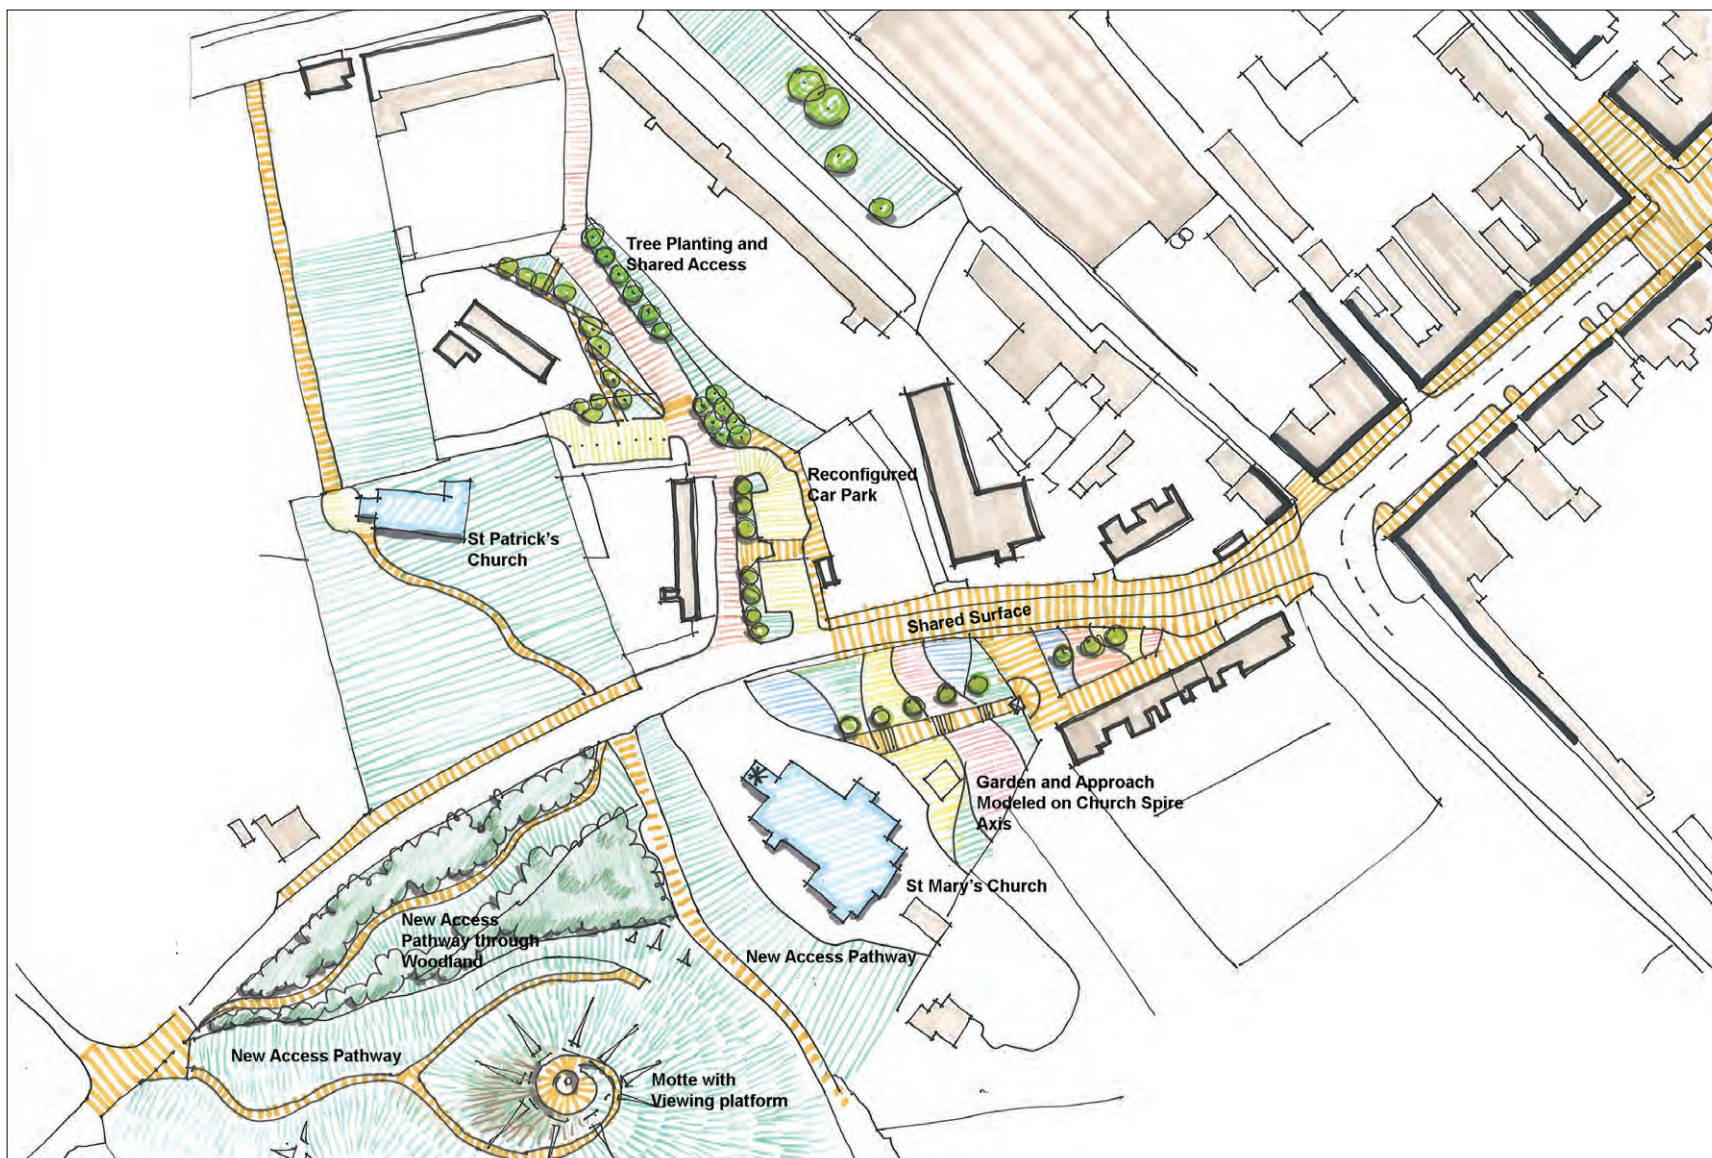 Tree Planting and
Shared Access
Reconfigured
Car Park
St Patrick's
Church
Shared Surface
Garden and Approach
Modeled on Church Spire
Axis
St Mary's Church
New Access
Pathway through
Woodland
New Access Pathway
New Access Pathway
Motte with
Viewing platform